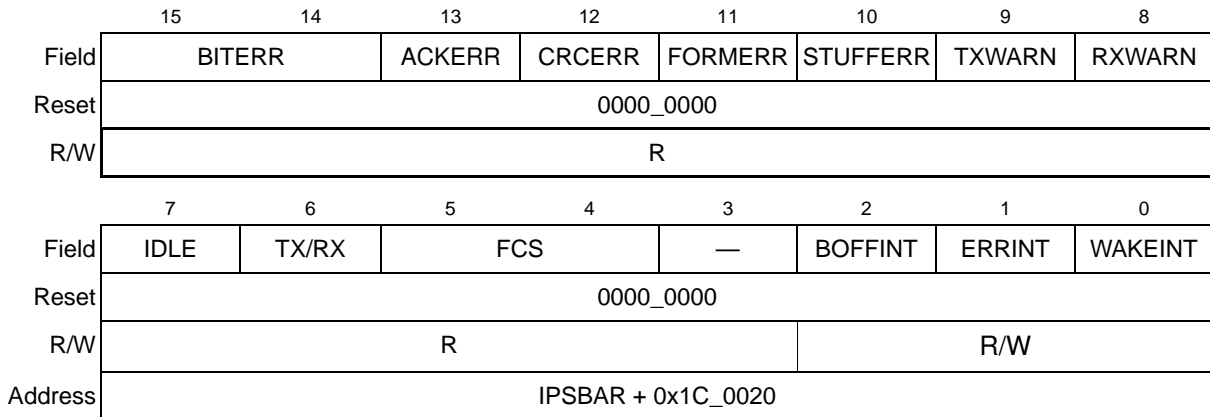 15 14 13 12 11 10 9 8
Field BITERR ACKERR CRCERR FORMERR STUFFERR TXWARN RXWARN
Reset 0000_0000
R/W R
7 6 5 4 3 2 1 0
Field IDLE TX/RX FCS — BOFFINT ERRINT WAKEINT
Reset 0000_0000
R/W R R/W
Address IPSBAR + 0x1C_0020